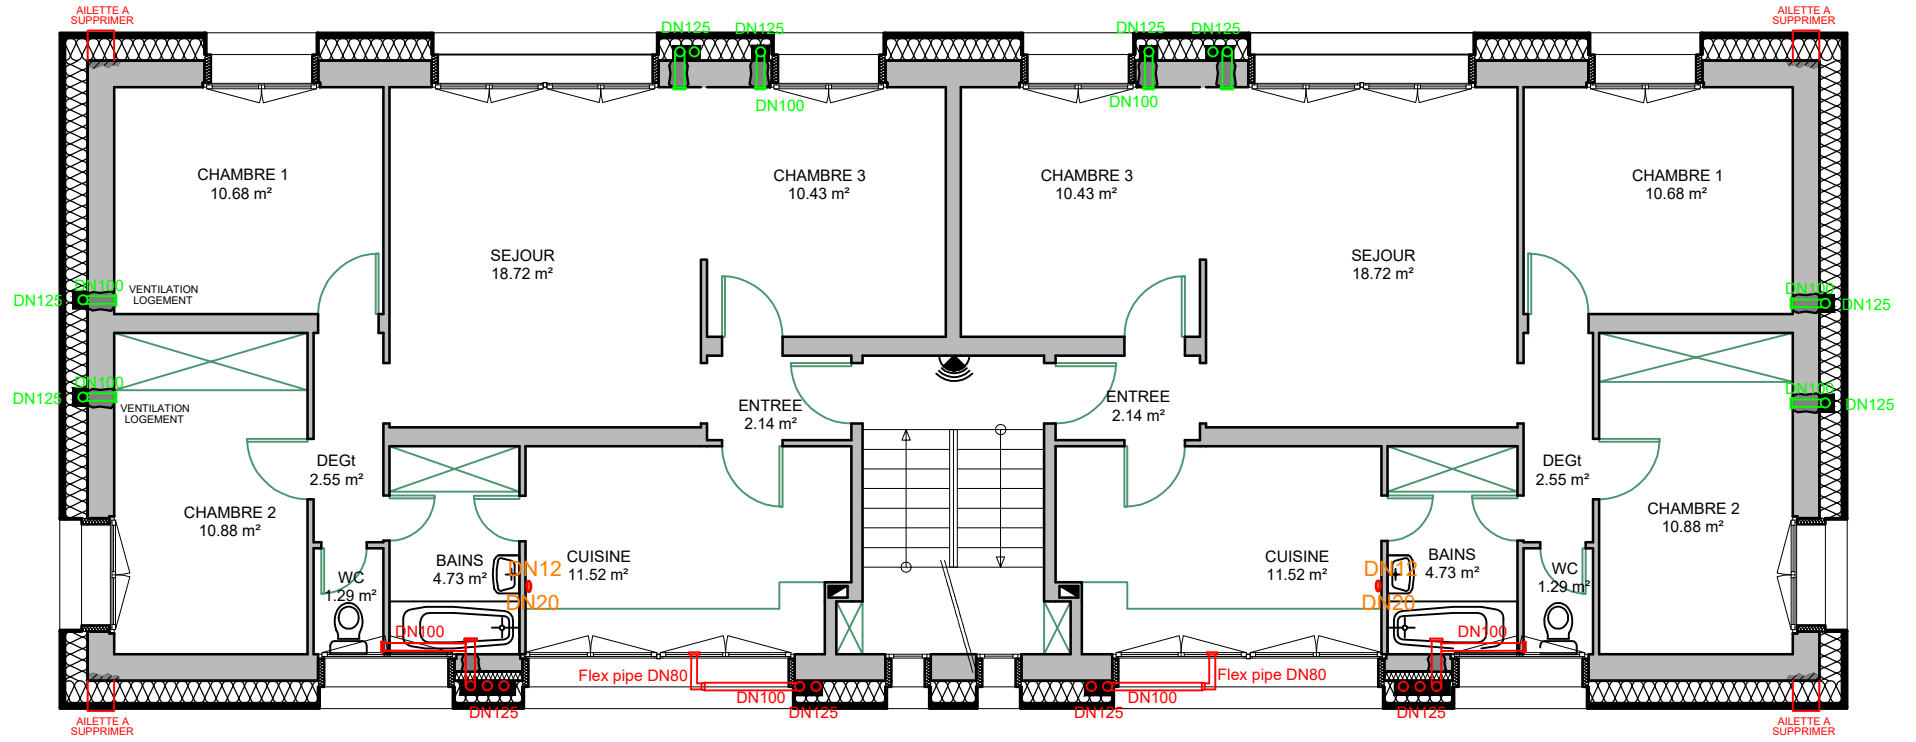 AILETTE A
SUPPRIMER
DN125
DN125
DN125
DN125
AILETTE A
SUPPRIMER
DN100
DN100
CHAMBRE 1
10.68 m²
CHAMBRE 3
10.43 m²
CHAMBRE 3
10.43 m²
CHAMBRE 1
10.68 m²
SEJOUR
18.72 m²
SEJOUR
18.72 m²
DN125
DN100
VENTILATION
LOGEMENT
DN100
DN125
DN125
DN100
VENTILATION
LOGEMENT
DN100
DN125
ENTREE
2.14 m²
ENTREE
2.14 m²
DEGt
2.55 m²
DEGt
2.55 m²
CHAMBRE 2
10.88 m²
CHAMBRE 2
10.88 m²
BAINS
4.73 m²
CUISINE
11.52 m²
CUISINE
11.52 m²
BAINS
4.73 m²
WC
1.29 m²
WC
1.29 m²
DN12
DN20
DN12
DN20
DN100
DN100
Flex pipe DN80
Flex pipe DN80
DN100
DN100
DN125
DN125
DN125
DN125
AILETTE A
SUPPRIMER
AILETTE A
SUPPRIMER